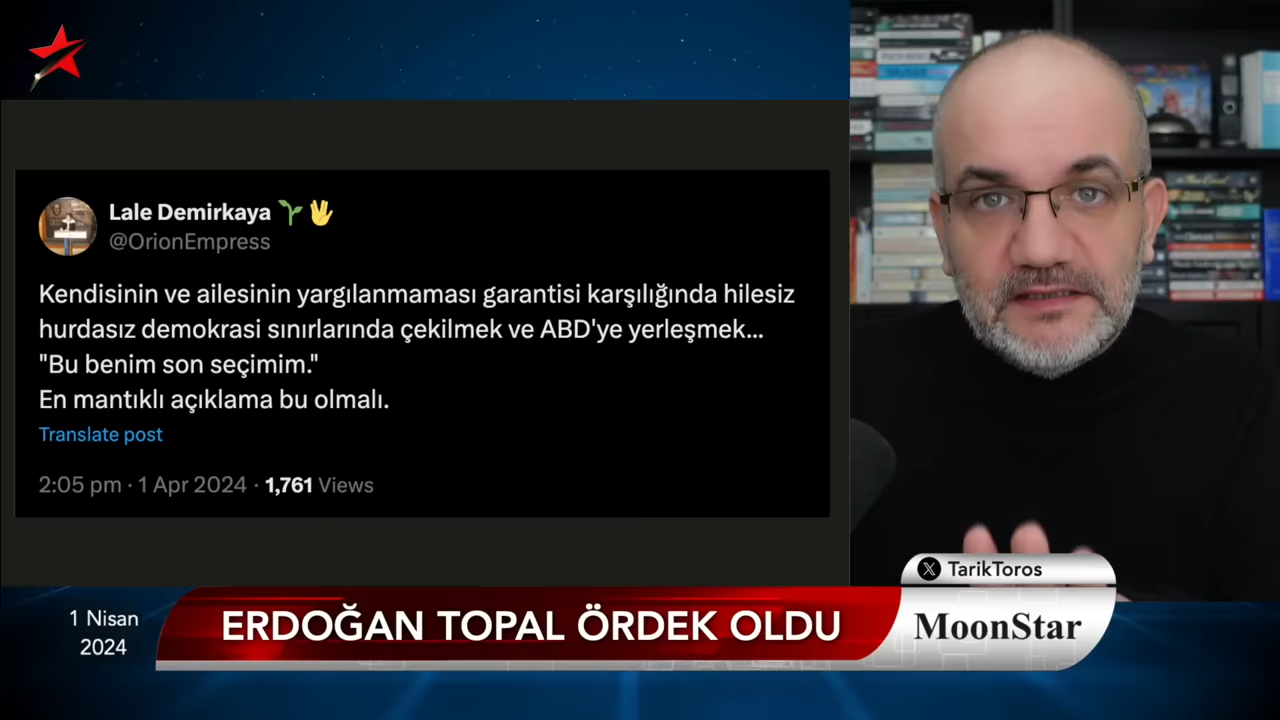 Lale Demirkaya
@OrionEmpress
Kendisinin ve ailesinin yargılanmaması garantisi karşılığında hilesiz
hurdasız demokrasi sınırlarında çekilmek ve ABD'ye yerleşmek...
"Bu benim son seçimim."
En mantıklı açıklama bu olmalı.
Translate post
2:05 pm · 1 Apr 2024 · 1,761 Views
X TarikToros
1 Nisan
2024
ERDOĞAN TOPAL ÖRDEK OLDU
MoonStar